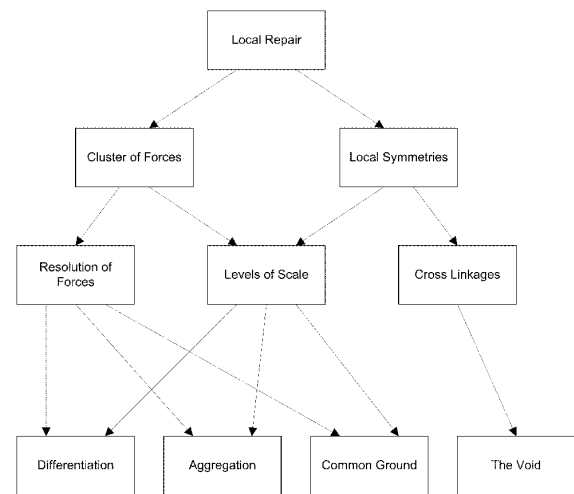 Local Repair
Cluster of Forces
Local Symmetries
Resolution of
Forces
Levels of Scale
Cross Linkages
Differentiation
Aggregation
Common Ground
The Void